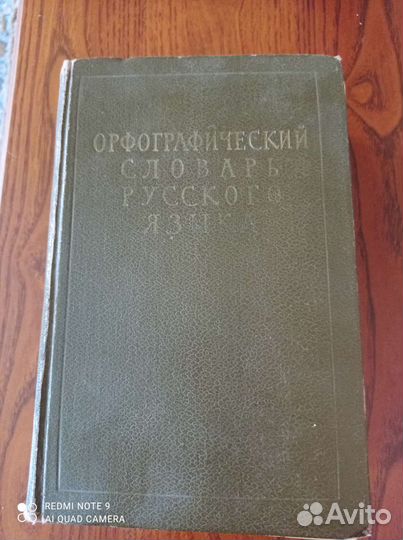 ОРФОГРАФИЧЕСКИЙ
СЛОВАРЬ
РУССКОГО
ЯЗЫКА
REDMI NOTE 9
AI QUAD CAMERA
Avito